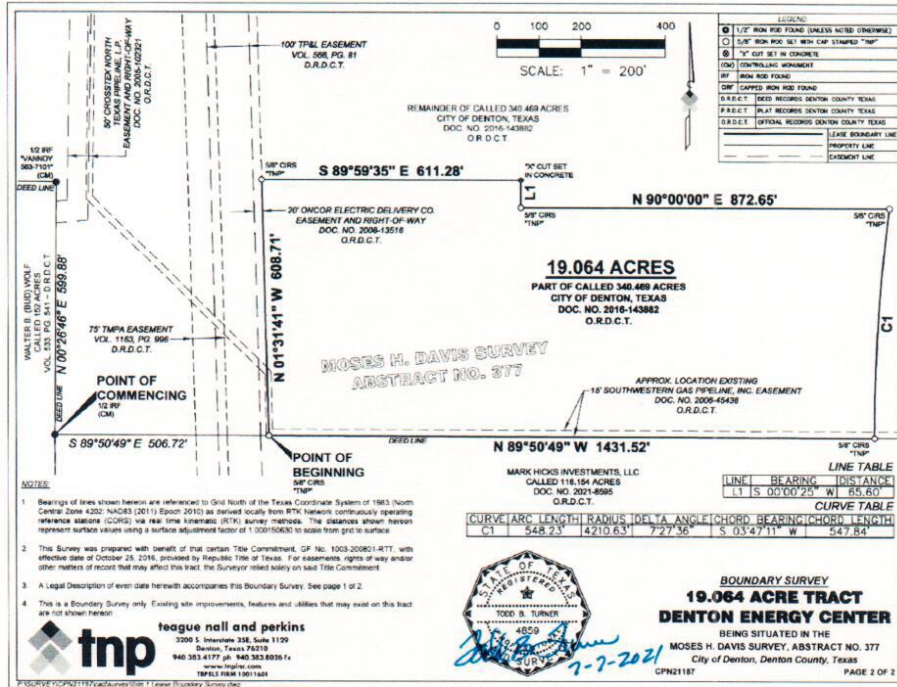 0 100 200 400
SCALE: 1" = 200'
LEGEND
1/2" IRON ROD FOUND (UNLESS NOTED OTHERWISE)
5/8" IRON ROD SET WITH CAP STAMPED "TNP"
"X" CUT SET IN CONCRETE
(CM) CONTROLLING MONUMENT
IRF IRON ROD FOUND
CIRF CAPPED IRON ROD FOUND
D.R.D.C.T. DEED RECORDS DENTON COUNTY TEXAS
P.R.D.C.T. PLAT RECORDS DENTON COUNTY TEXAS
O.R.D.C.T. OFFICIAL RECORDS DENTON COUNTY TEXAS
LEASE BOUNDARY LINE
PROPERTY LINE
EASEMENT LINE
50' CROSSTEX NORTH
TEXAS PIPELINE, L.P.
EASEMENT AND RIGHT-OF-WAY
DOC. NO. 2005-102321
O.R.D.C.T.
100' TP&L EASEMENT
VOL. 568, PG. 81
D.R.D.C.T.
REMAINDER OF CALLED 340.469 ACRES
CITY OF DENTON, TEXAS
DOC. NO. 2016-143882
O.R.D.C.T.
1/2 IRF
"VANNOY
563-7101"
(CM)
DEED LINE
5/8" CIRS
"TNP"
S 89°59'35" E 611.28'
"X" CUT SET
IN CONCRETE
L1
5/8" CIRS
"TNP"
N 90°00'00" E 872.65'
5/8" CIRS
"TNP"
20' ONCOR ELECTRIC DELIVERY CO.
EASEMENT AND RIGHT-OF-WAY
DOC. NO. 2008-13516
O.R.D.C.T.
WALTER B. (BUD) WOLF
CALLED 152 ACRES
VOL. 533, PG. 541 - D.R.D.C.T.
N 00°26'46" E 599.88'
DEED LINE
N 01°31'41" W 608.71'
19.064 ACRES
PART OF CALLED 340.469 ACRES
CITY OF DENTON, TEXAS
DOC. NO. 2016-143882
O.R.D.C.T.
C1
75' TMPA EASEMENT
VOL. 1163, PG. 996
D.R.D.C.T.
MOSES H. DAVIS SURVEY
ABSTRACT NO. 377
POINT OF
COMMENCING
1/2 IRF
(CM)
APPROX. LOCATION EXISTING
15' SOUTHWESTERN GAS PIPELINE, INC. EASEMENT
DOC. NO. 2006-45436
O.R.D.C.T.
S 89°50'49" E 506.72'
DEED LINE
N 89°50'49" W 1431.52'
5/8" CIRS
"TNP"
POINT OF
BEGINNING
5/8" CIRS
"TNP"
MARK HICKS INVESTMENTS, LLC
CALLED 116.154 ACRES
DOC. NO. 2021-8595
O.R.D.C.T.
LINE TABLE
LINE BEARING DISTANCE
L1 S 00°00'25" W 65.60'
CURVE TABLE
CURVE ARC LENGTH RADIUS DELTA ANGLE CHORD BEARING CHORD LENGTH
C1 548.23' 4210.63' 7°27'36" S 03°47'11" W 547.84'
NOTES:
1. Bearings of lines shown hereon are referenced to Grid North of the Texas Coordinate System of 1983 (North
Central Zone 4202; NAD83 (2011) Epoch 2010) as derived locally from RTK Network continuously operating
reference stations (CORS) via real time kinematic (RTK) survey methods. The distances shown hereon
represent surface values using a surface adjustment factor of 1.000150630 to scale from grid to surface.
2. This Survey was prepared with benefit of that certain Title Commitment, GF No. 1003-200801-RTT, with
effective date of October 25, 2016, provided by Republic Title of Texas. For easements, rights of way and/or
other matters of record that may affect this tract, the Surveyor relied solely on said Title Commitment
3. A Legal Description of even date herewith accompanies this Boundary Survey. See page 1 of 2.
4. This is a Boundary Survey only. Existing site improvements, features and utilities that may exist on this tract
are not shown hereon
tnp
teague nall and perkins
3200 S. Interstate 35E, Suite 1129
Denton, Texas 76210
940.383.4177 ph 940.383.8026 fx
www.tnpinc.com
TBPELS FIRM 10011601
STATE OF TEXAS
REGISTERED
TODD B. TURNER
4859
SURVEY
7-7-2021
BOUNDARY SURVEY
19.064 ACRE TRACT
DENTON ENERGY CENTER
BEING SITUATED IN THE
MOSES H. DAVIS SURVEY, ABSTRACT NO. 377
City of Denton, Denton County, Texas
CPN21187 PAGE 2 OF 2